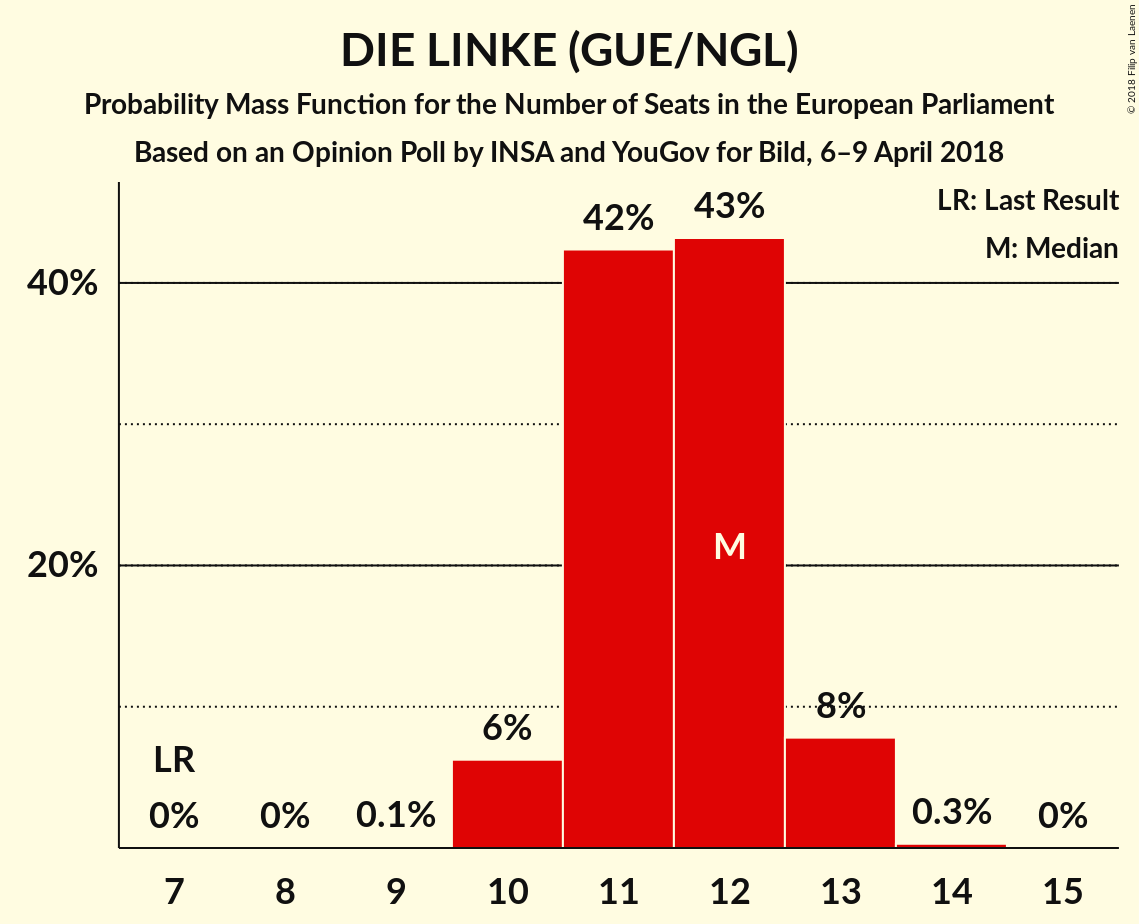 DIE LINKE (GUE/NGL)
Probability Mass Function for the Number of Seats in the European Parliament
Based on an Opinion Poll by INSA and YouGov for Bild, 6–9 April 2018
© 2018 Filip van Laenen
LR: Last Result
M: Median
42%
43%
40%
20%
M
8%
6%
LR
0%
0%
0.1%
0.3%
0%
7
8
9
10
11
12
13
14
15